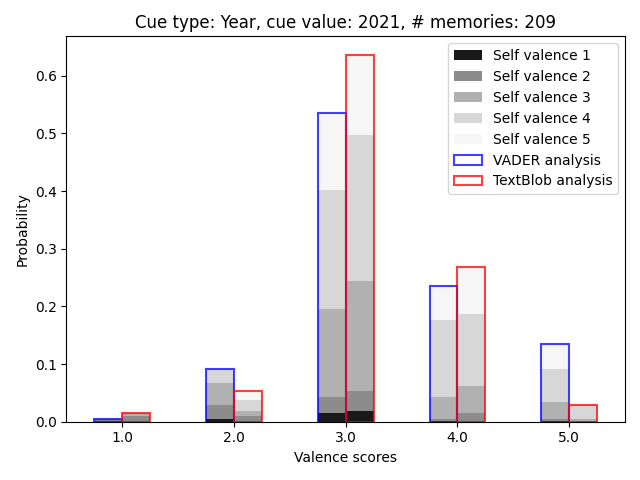 Cue type: Year, cue value: 2021, # memories: 209
Self valence 1
Self valence 2
Self valence 3
Self valence 4
Self valence 5
VADER analysis
TextBlob analysis
Probability
0.6
0.5
0.4
0.3
0.2
0.1
0.0
1.0 2.0 3.0 4.0 5.0
Valence scores